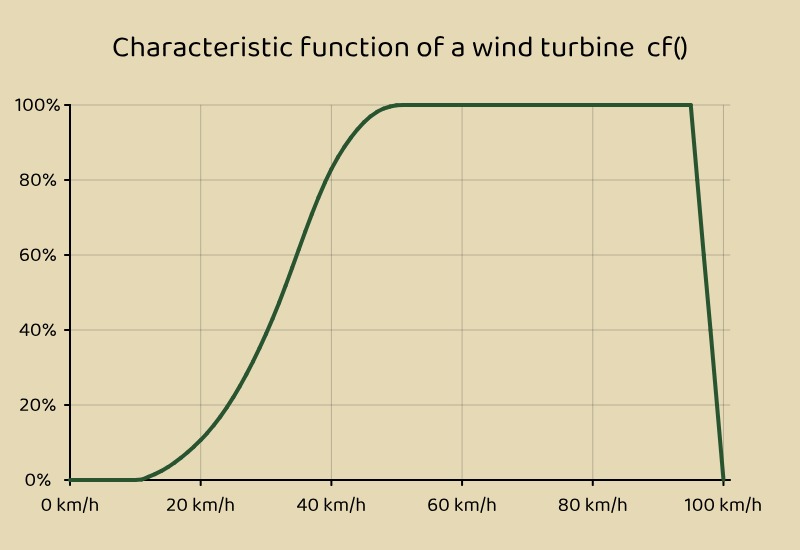 Characteristic function of a wind turbine  cf()
100%
80%
60%
40%
20%
0%
0 km/h
20 km/h
40 km/h
60 km/h
80 km/h
100 km/h